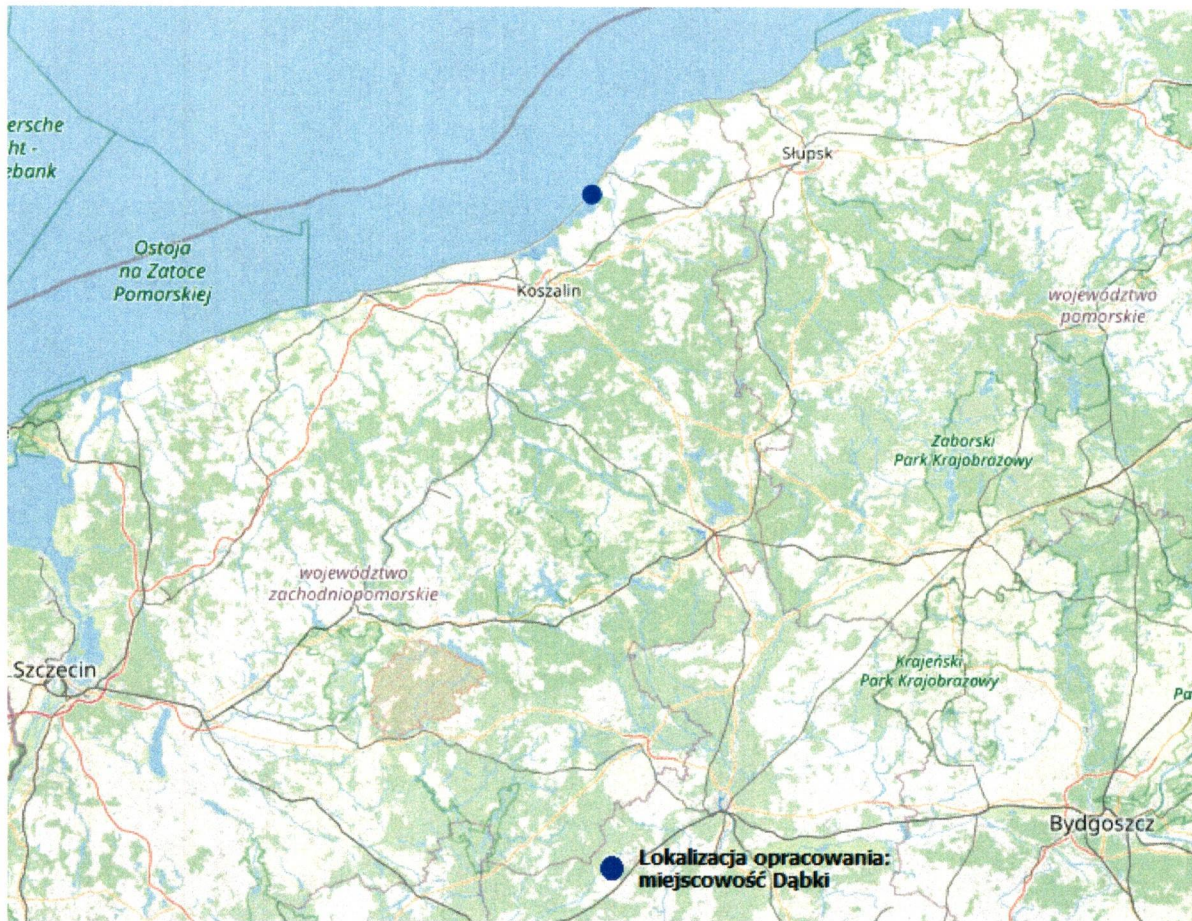 ersche
ht -
ebank
Słupsk
Ostoja
na Zatoce
Pomorskiej
Koszalin
województwo
pomorskie
Zaborski
Park Krajobrazowy
województwo
zachodniopomorskie
Szczecin
Krajeński
Park Krajobrazowy
Pa
Bydgoszcz
Lokalizacja opracowania:
miejscowość Dąbki